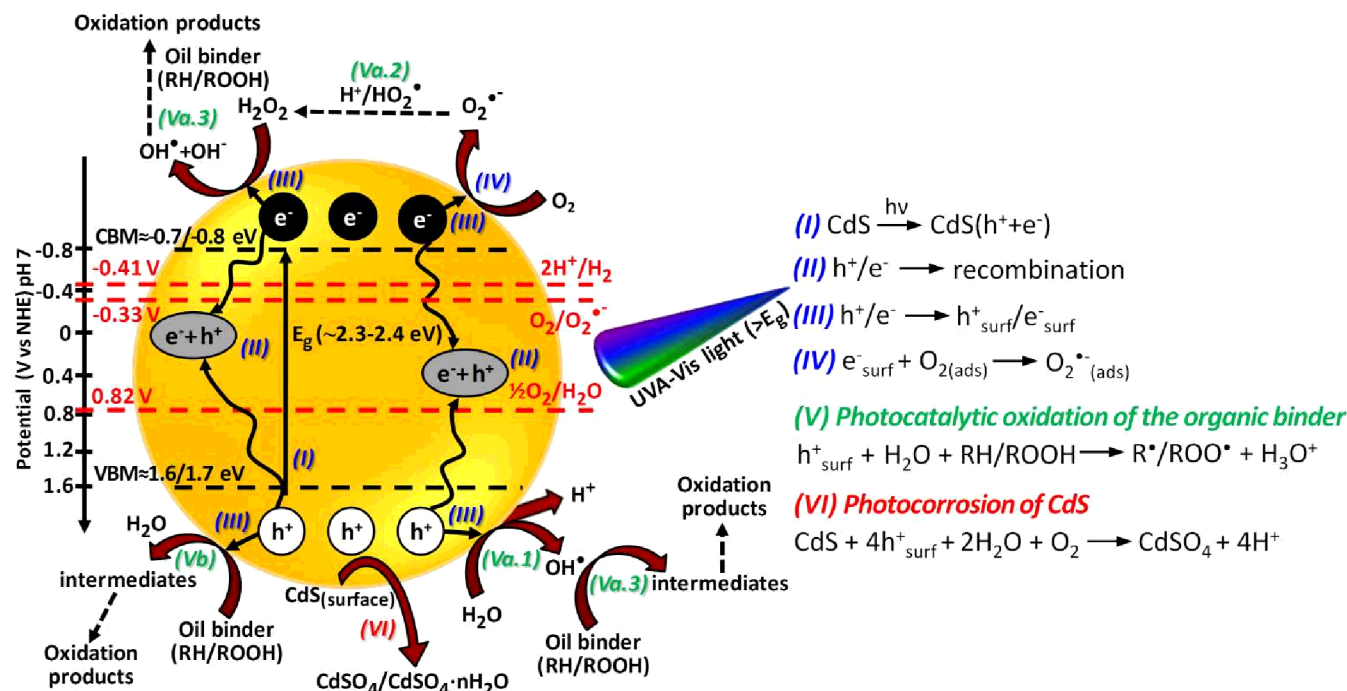 Oxidation products
Oil binder
(RH/ROOH)
(Va.3)
H₂O₂
(Va.2)
H⁺/HO₂•
O₂•⁻
OH•+OH⁻
(III)
(IV)
O₂
e⁻
e⁻
e⁻
(III)
Potential (V vs NHE) pH 7
CBM≈-0.7/-0.8 eV
-0.8
-0.41 V
2H⁺/H₂
-0.4
-0.33 V
O₂/O₂•⁻
0
e⁻+ h⁺
(II)
E_g (~2.3-2.4 eV)
(II)
0.4
e⁻+ h⁺
0.82 V
½O₂/H₂O
0.8
1.2
(I)
VBM≈1.6/1.7 eV
1.6
UVA-Vis light (>E_g)
H₂O
(III)
h⁺
h⁺
h⁺
(III)
H⁺
(Vb)
(Va.1)
OH•
(Va.3)
intermediates
Oxidation
products
intermediates
CdS(surface)
H₂O
Oil binder
(RH/ROOH)
(VI)
Oil binder
(RH/ROOH)
Oxidation
products
CdSO₄/CdSO₄·nH₂O
hν
(I) CdS ⟶ CdS(h⁺+e⁻)
(II) h⁺/e⁻ ⟶ recombination
(III) h⁺/e⁻ ⟶ h⁺surf/e⁻surf
(IV) e⁻surf + O₂(ads) ⟶ O₂•⁻(ads)
(V) Photocatalytic oxidation of the organic binder
h⁺surf + H₂O + RH/ROOH ⟶ R•/ROO• + H₃O⁺
(VI) Photocorrosion of CdS
CdS + 4h⁺surf + 2H₂O + O₂ ⟶ CdSO₄ + 4H⁺